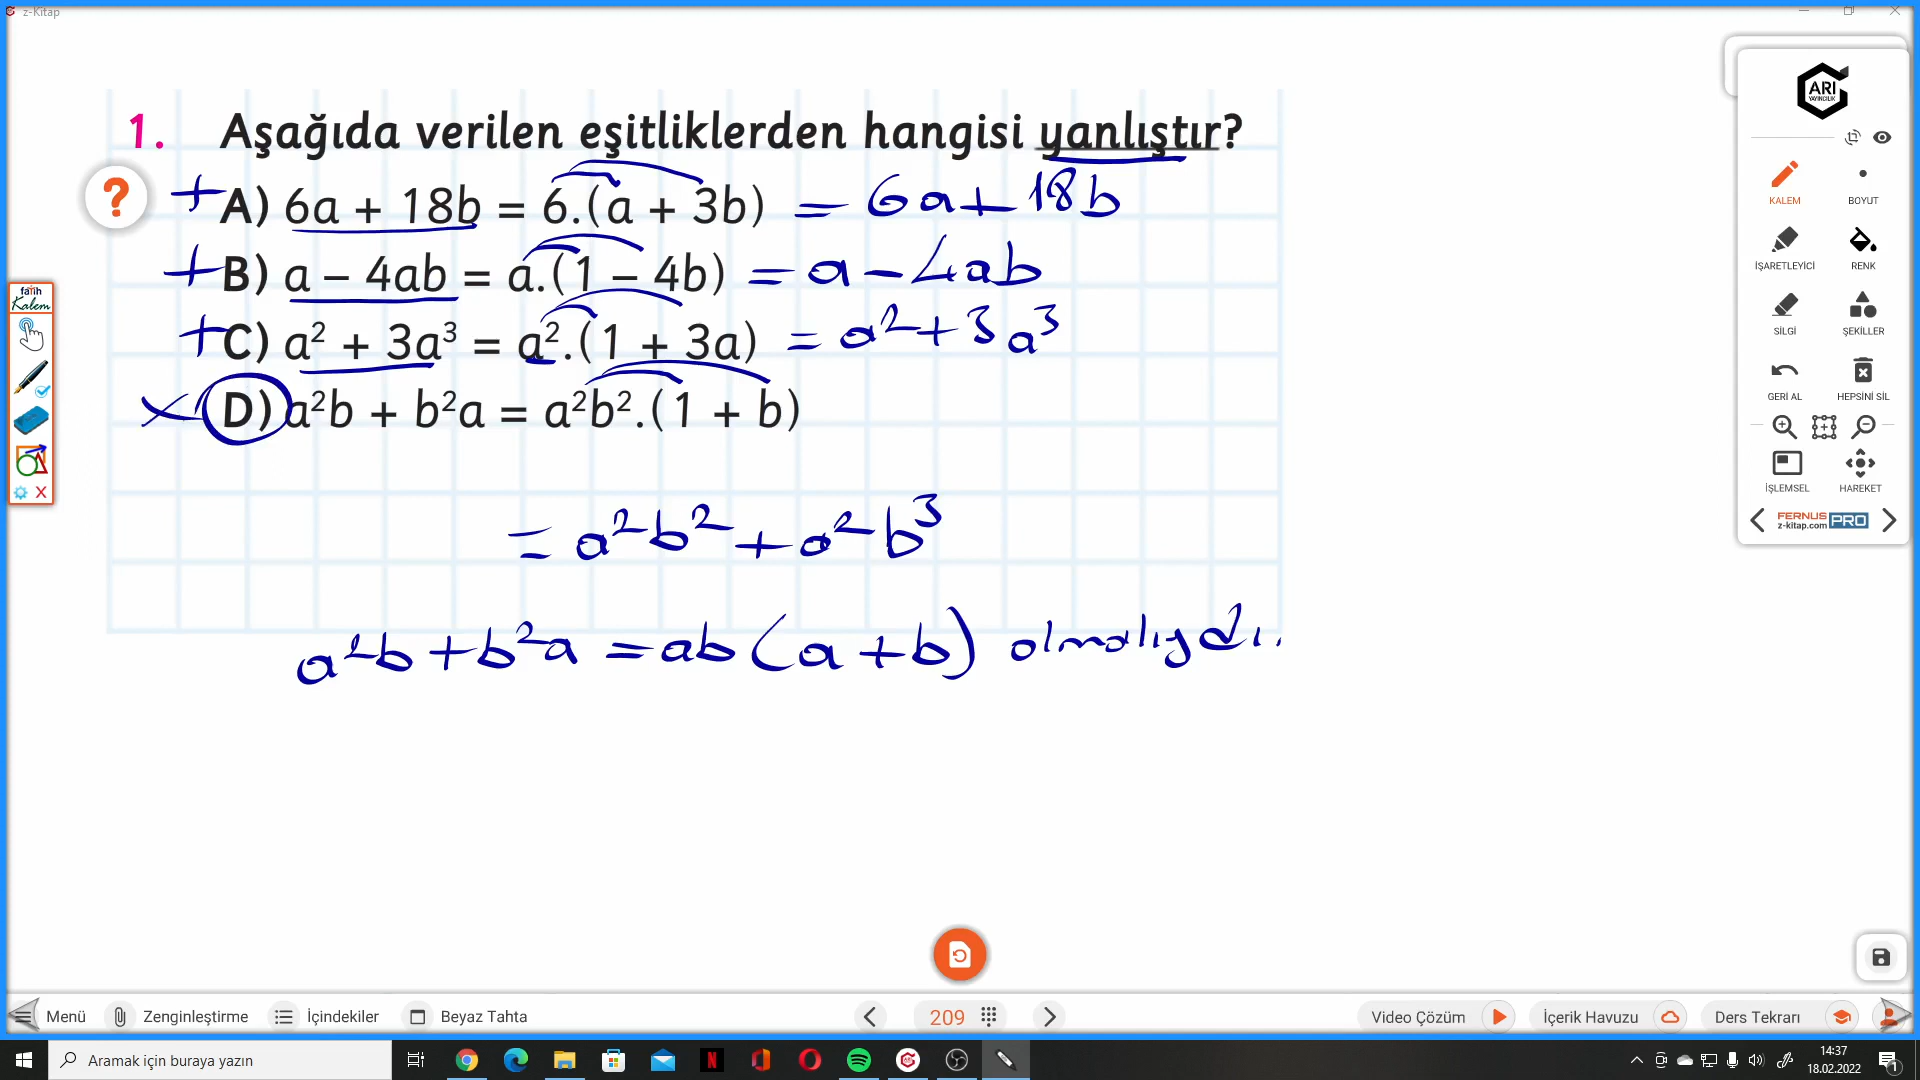 z-Kitap
1. Aşağıda verilen eşitliklerden hangisi yanlıştır?
+ A) 6a + 18b = 6.(a + 3b) = 6a + 18b
+ B) a – 4ab = a.(1 – 4b) = a – 4ab
+ C) a² + 3a³ = a².(1 + 3a) = a² + 3a³
x D) a²b + b²a = a²b².(1 + b)
= a²b² + a²b³
a²b + b²a = ab(a + b) olmalıydı.
fatih
Kalem
X
ARI
YAYINCILIK
KALEM
BOYUT
İŞARETLEYİCİ
RENK
SİLGİ
ŞEKİLLER
GERİ AL
HEPSİNİ SİL
İŞLEMSEL
HAREKET
FERNUS
z-kitap.com PRO
Menü
Zenginleştirme
İçindekiler
Beyaz Tahta
209
Video Çözüm
İçerik Havuzu
Ders Tekrarı
Aramak için buraya yazın
14:37
18.02.2022
1